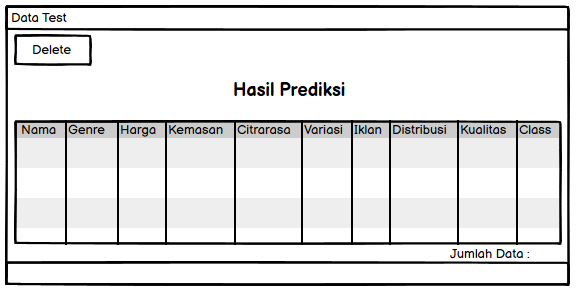 Data Test
Delete
Hasil Prediksi
Nama Genre Harga Kemasan Citrarasa Variasi Iklan Distribusi Kualitas Class
Jumlah Data :